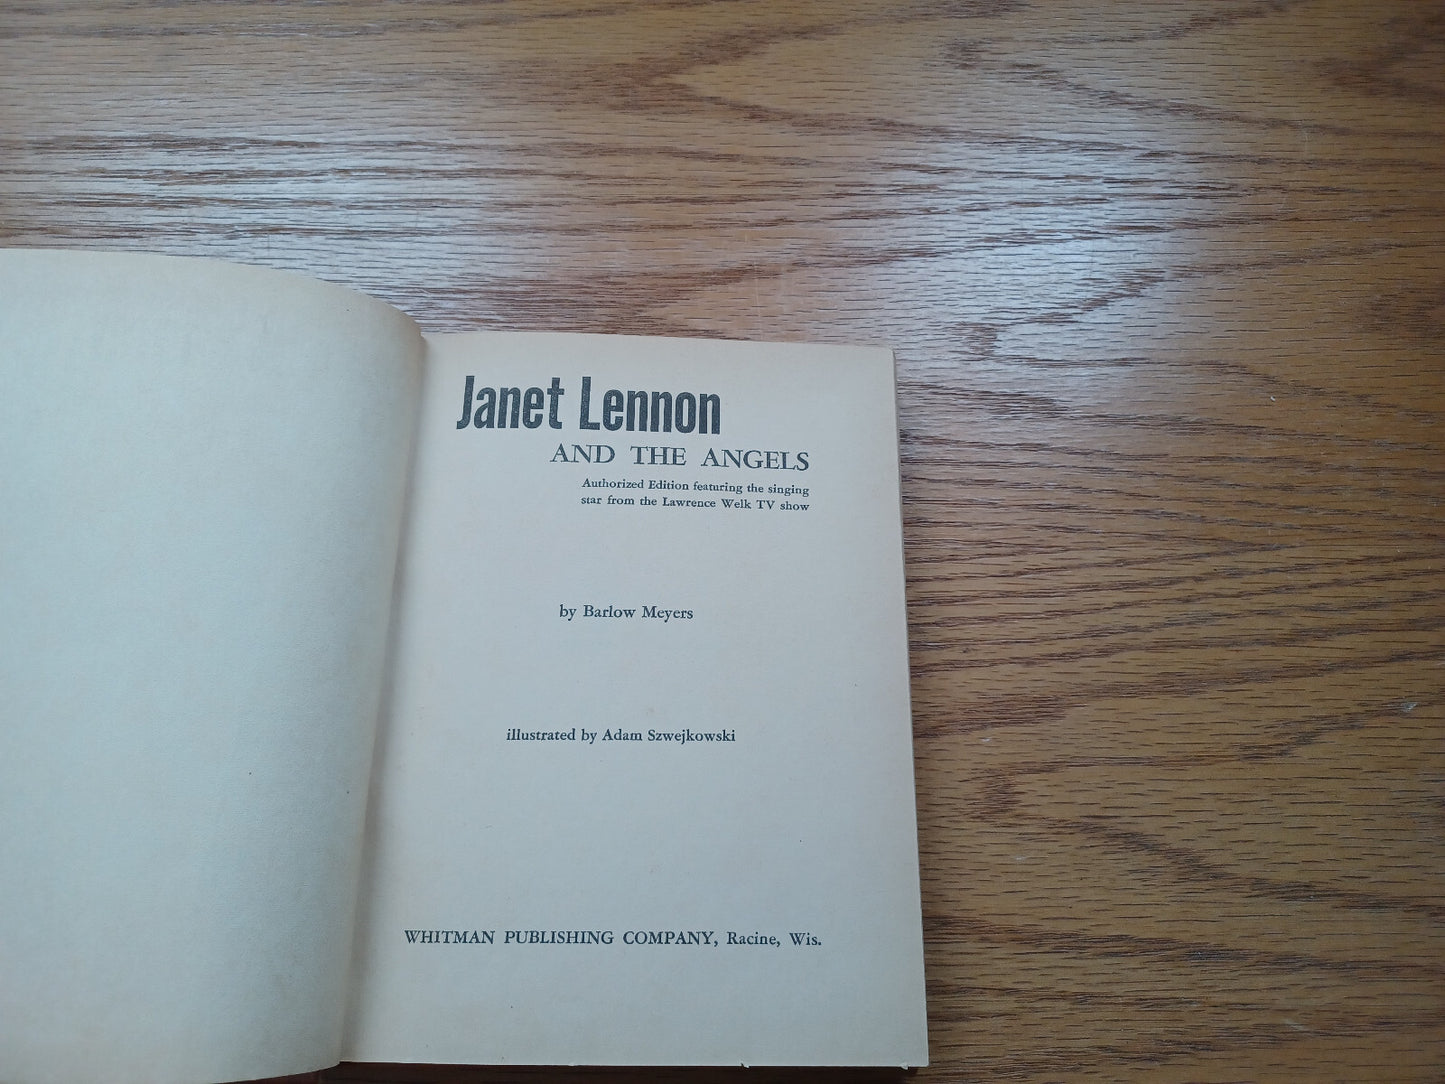 Janet Lennon
AND THE ANGELS
Authorized Edition featuring the singing
star from the Lawrence Welk TV show
by Barlow Meyers
illustrated by Adam Szwejkowski
WHITMAN PUBLISHING COMPANY, Racine, Wis.